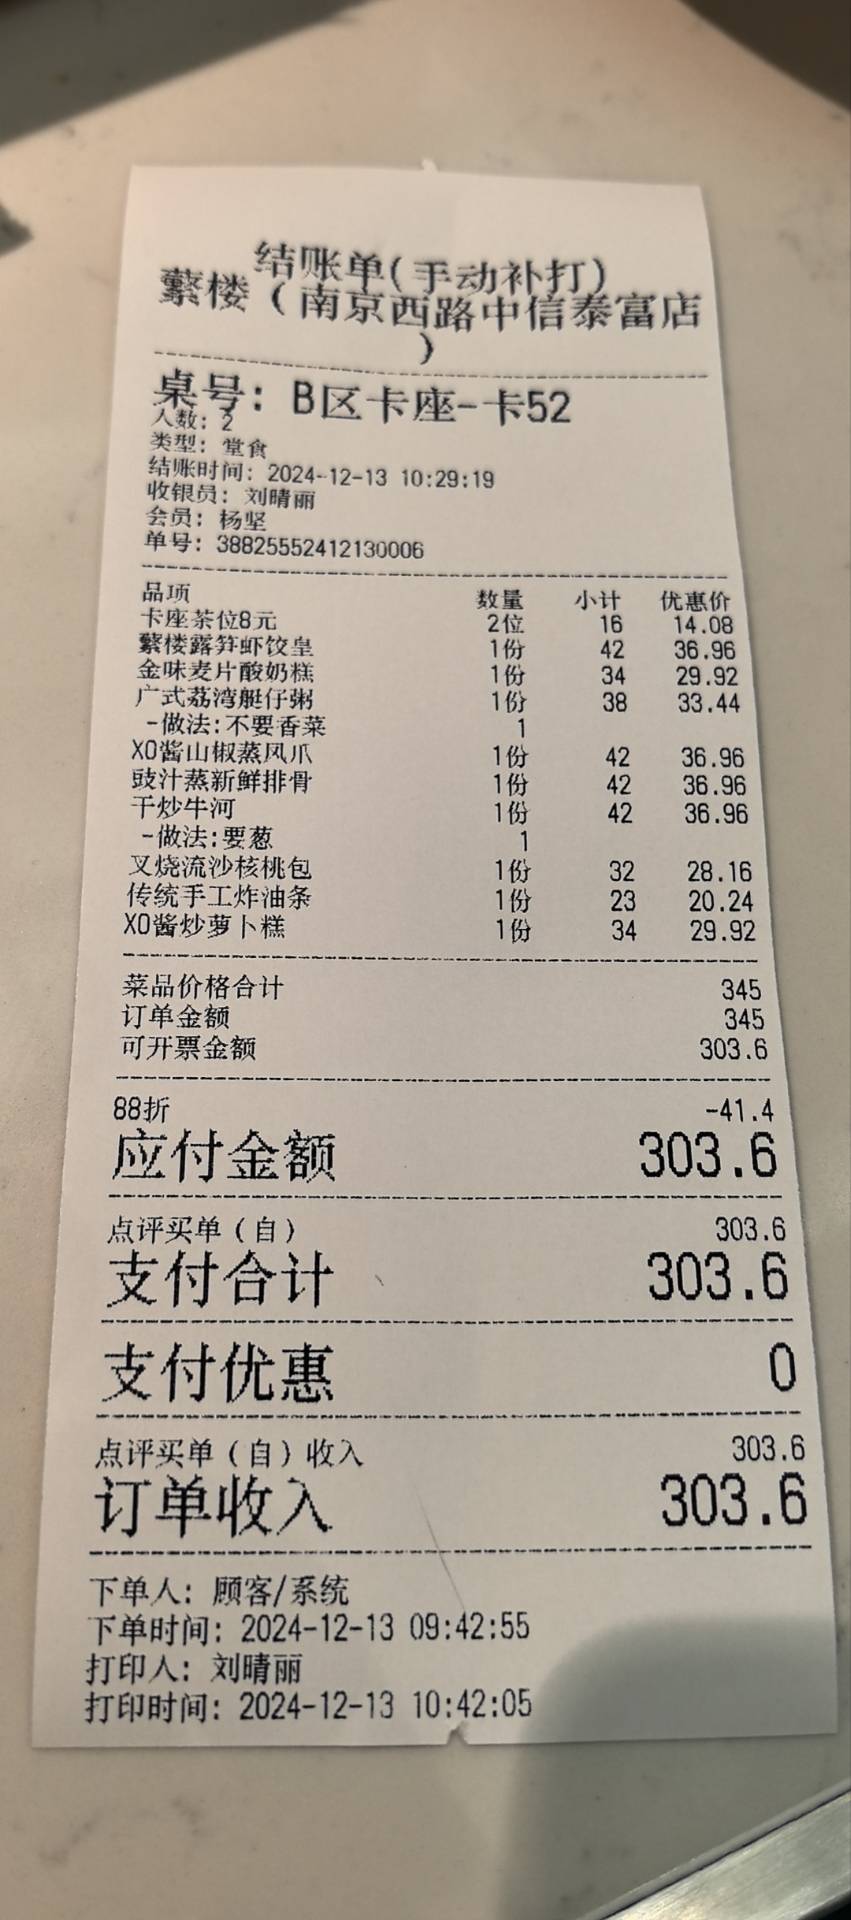 结账单(手动补打)
蘩楼（南京西路中信泰富店
）
桌号: B区卡座-卡52
人数: 2
类型: 堂食
结账时间: 2024-12-13 10:29:19
收银员: 刘晴丽
会员: 杨坚
单号: 38825552412130006
品项 数量 小计 优惠价
卡座茶位8元 2位 16 14.08
蘩楼露笋虾饺皇 1份 42 36.96
金味麦片酸奶糕 1份 34 29.92
广式荔湾艇仔粥 1份 38 33.44
-做法:不要香菜 1
XO酱山椒蒸凤爪 1份 42 36.96
豉汁蒸新鲜排骨 1份 42 36.96
干炒牛河 1份 42 36.96
-做法:要葱 1
叉烧流沙核桃包 1份 32 28.16
传统手工炸油条 1份 23 20.24
XO酱炒萝卜糕 1份 34 29.92
菜品价格合计 345
订单金额 345
可开票金额 303.6
88折 -41.4
应付金额 303.6
点评买单（自） 303.6
支付合计 303.6
支付优惠 0
点评买单（自）收入 303.6
订单收入 303.6
下单人: 顾客/系统
下单时间: 2024-12-13 09:42:55
打印人: 刘晴丽
打印时间: 2024-12-13 10:42:05